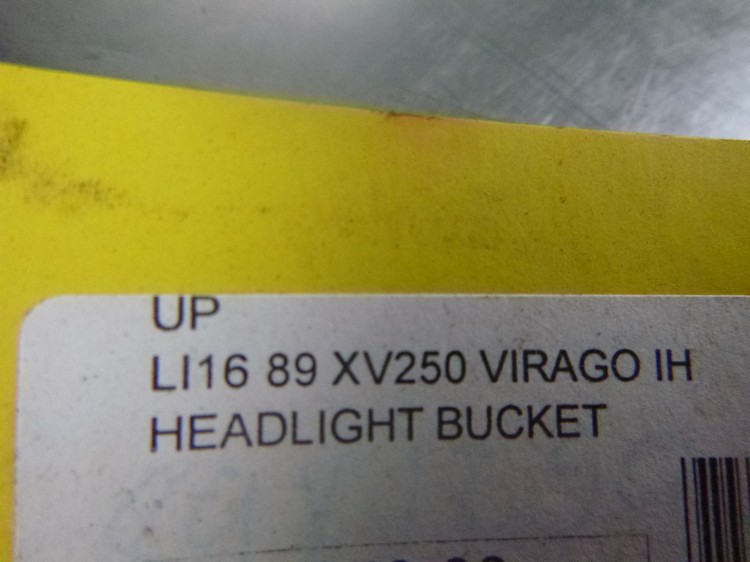 UP
LI16 89 XV250 VIRAGO IH
HEADLIGHT BUCKET